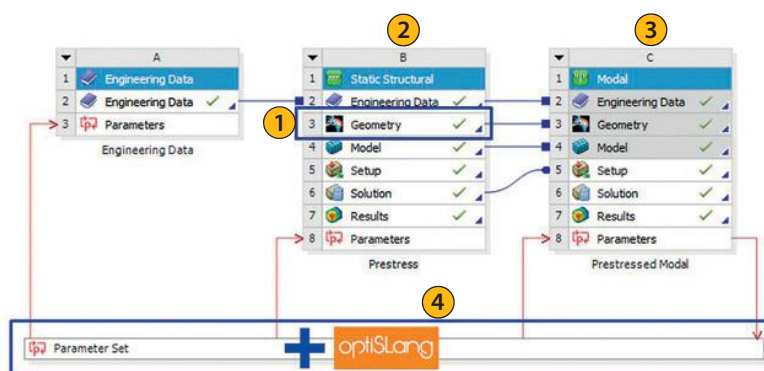 2
3
A
1 Engineering Data
2 Engineering Data
3 Parameters
Engineering Data
1
B
1 Static Structural
2 Engineering Data
3 Geometry
4 Model
5 Setup
6 Solution
7 Results
8 Parameters
Prestress
C
1 Modal
2 Engineering Data
3 Geometry
4 Model
5 Setup
6 Solution
7 Results
8 Parameters
Prestressed Modal
4
Parameter Set
optiSLang